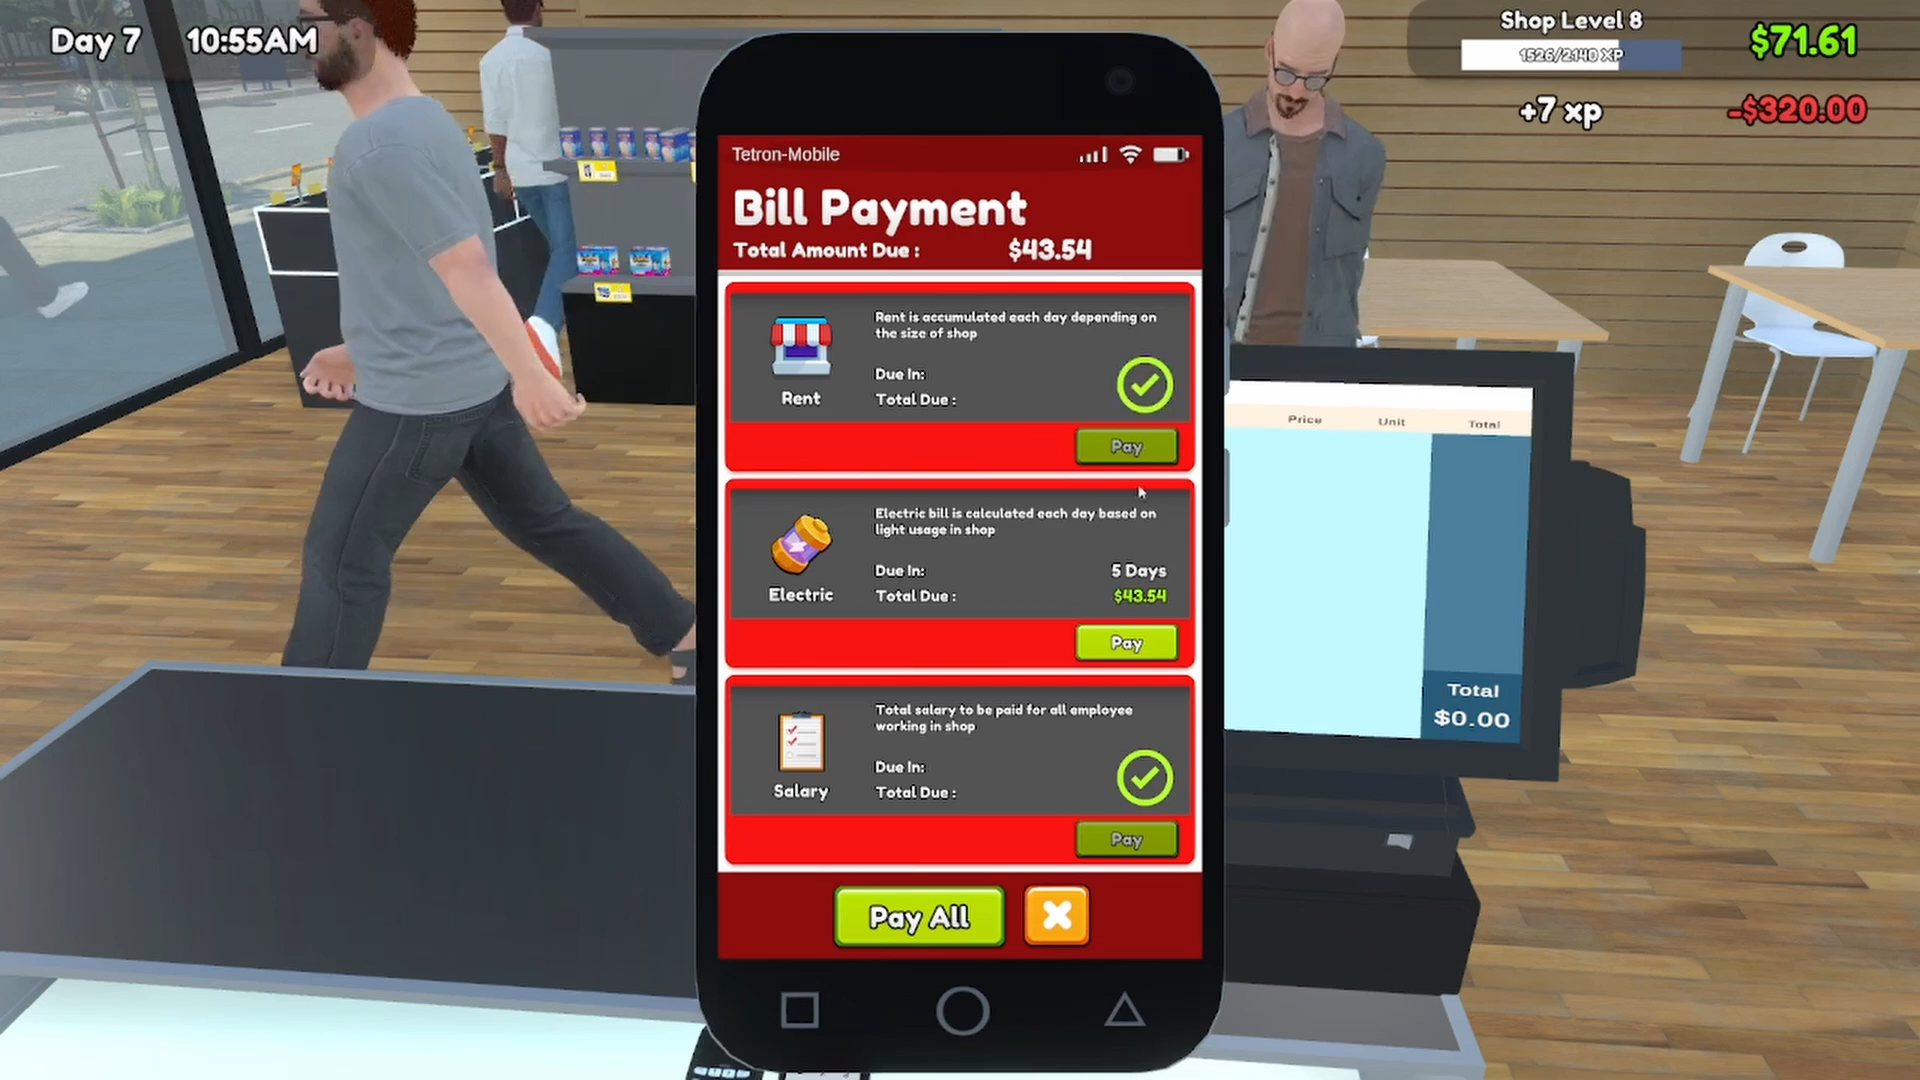 Day 7 10:55AM
Shop Level 8
1526/2140 XP
$71.61
+7 xp
-$320.00
Tetron-Mobile
Bill Payment
Total Amount Due : $43.54
Rent is accumulated each day depending on
the size of shop
Due In:
Total Due :
Rent
Pay
Electric bill is calculated each day based on
light usage in shop
Due In: 5 Days
Total Due : $43.54
Electric
Pay
Total salary to be paid for all employee
working in shop
Due In:
Total Due :
Salary
Pay
Pay All
Price Unit Total
Total
$0.00